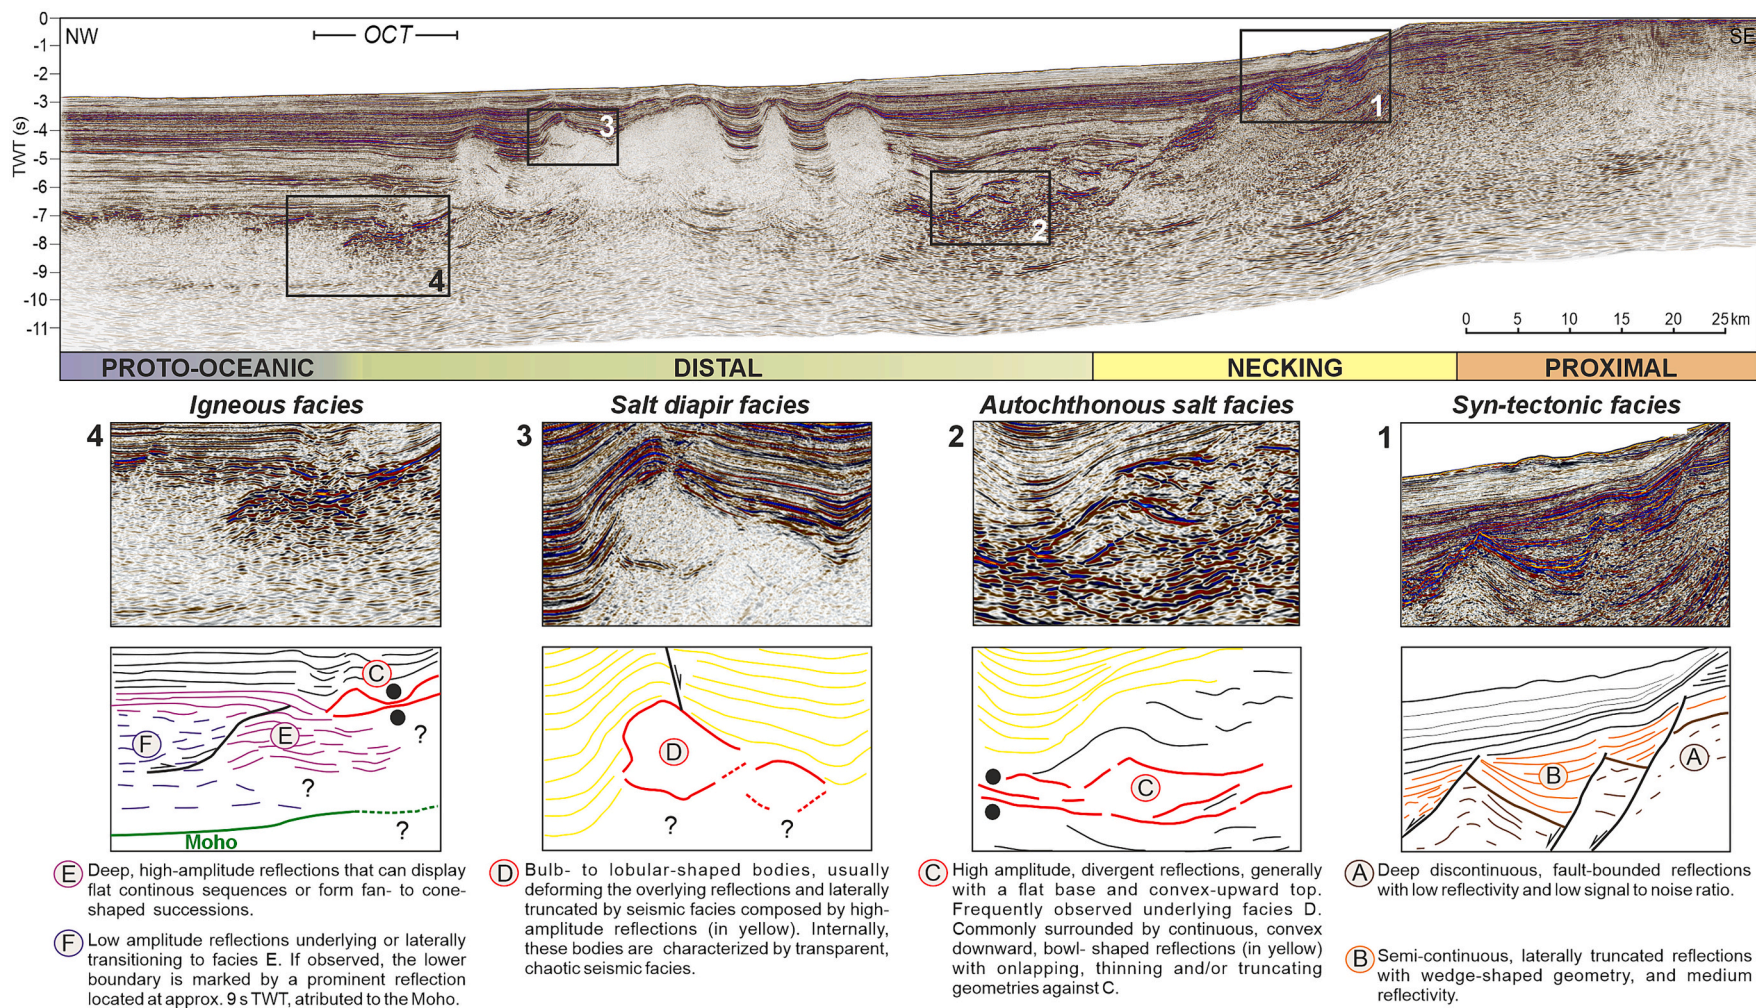 0
-1
-2
-3
-4
-5
-6
-7
-8
-9
-10
-11
TWT (s)
NW
OCT
SE
1
2
3
4
0 5 10 15 20 25 km
PROTO-OCEANIC DISTAL NECKING PROXIMAL
Igneous facies
4
C
E
F
?
?
?
Moho
E Deep, high-amplitude reflections that can display
flat continous sequences or form fan- to cone-
shaped successions.
F Low amplitude reflections underlying or laterally
transitioning to facies E. If observed, the lower
boundary is marked by a prominent reflection
located at approx. 9 s TWT, atributed to the Moho.
Salt diapir facies
3
D
?
?
D Bulb- to lobular-shaped bodies, usually
deforming the overlying reflections and laterally
truncated by seismic facies composed by high-
amplitude reflections (in yellow). Internally,
these bodies are characterized by transparent,
chaotic seismic facies.
Autochthonous salt facies
2
C
C High amplitude, divergent reflections, generally
with a flat base and convex-upward top.
Frequently observed underlying facies D.
Commonly surrounded by continuous, convex
downward, bowl- shaped reflections (in yellow)
with onlapping, thinning and/or truncating
geometries against C.
Syn-tectonic facies
1
A
B
A Deep discontinuous, fault-bounded reflections
with low reflectivity and low signal to noise ratio.
B Semi-continuous, laterally truncated reflections
with wedge-shaped geometry, and medium
reflectivity.